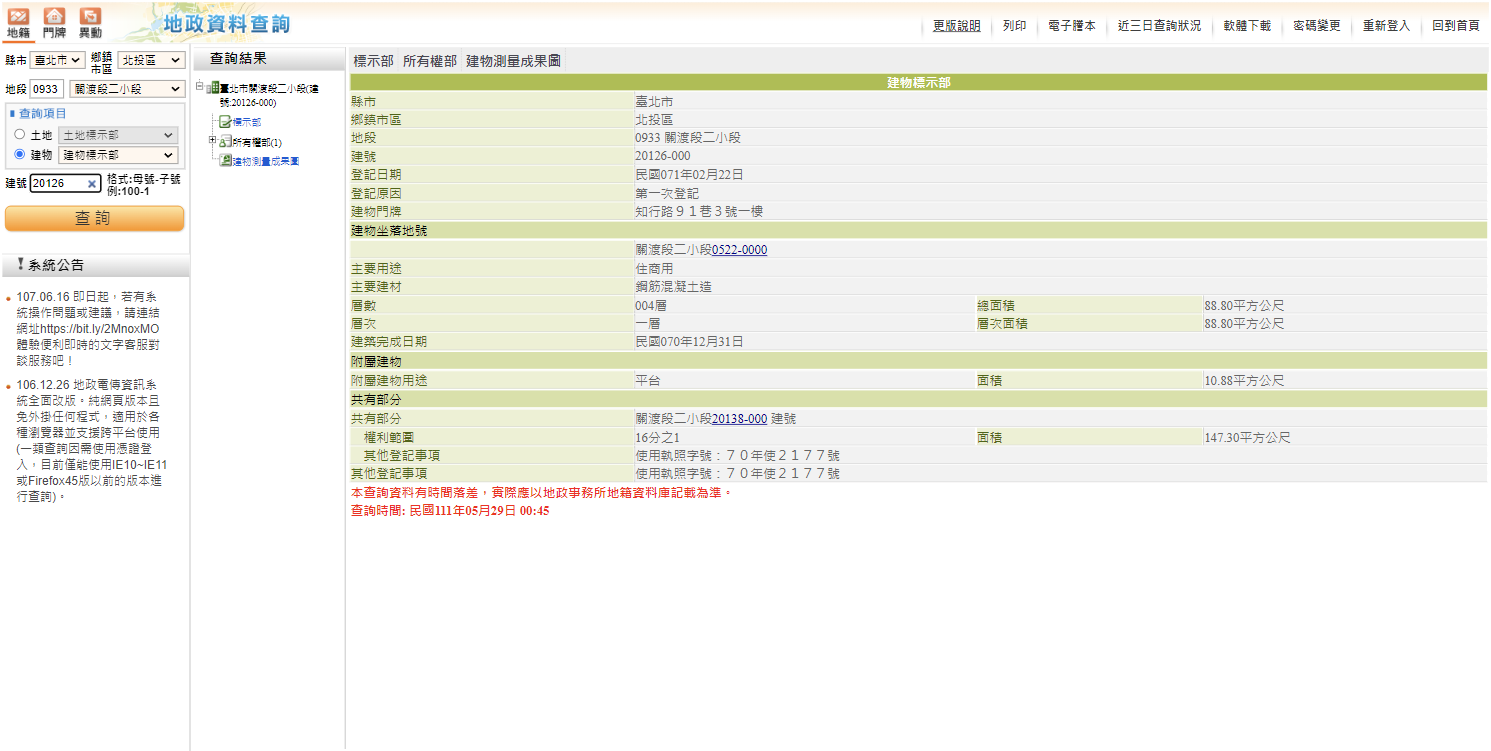 地籍 門牌 異動 地政資料查詢
更版說明 列印 電子謄本 近三日查詢狀況 軟體下載 密碼變更 重新登入 回到首頁
縣市 臺北市 鄉鎮市區 北投區
地段 0933 關渡段二小段
查詢項目
土地 土地標示部
建物 建物標示部
建號 20126 格式:母號-子號
例:100-1
查 詢
系統公告
107.06.16 即日起，若有系
統操作問題或建議，請連結
網址https://bit.ly/2MnoxMO
體驗便利即時的文字客服對
談服務吧！
106.12.26 地政電傳資訊系
統全面改版。純網頁版本且
免外掛任何程式，適用於各
種瀏覽器並支援跨平台使用
(一類查詢因需使用憑證登
入，目前僅能使用IE10~IE11
或Firefox45版以前的版本進
行查詢)。
查詢結果
臺北市關渡段二小段(建
號:20126-000)
標示部
所有權部(1)
建物測量成果圖
標示部 所有權部 建物測量成果圖
建物標示部
縣市 臺北市
鄉鎮市區 北投區
地段 0933 關渡段二小段
建號 20126-000
登記日期 民國071年02月22日
登記原因 第一次登記
建物門牌 知行路９１巷３號一樓
建物坐落地號
關渡段二小段0522-0000
主要用途 住商用
主要建材 鋼筋混凝土造
層數 004層 總面積 88.80平方公尺
層次 一層 層次面積 88.80平方公尺
建築完成日期 民國070年12月31日
附屬建物
附屬建物用途 平台 面積 10.88平方公尺
共有部分
共有部分 關渡段二小段20138-000 建號
權利範圍 16分之1 面積 147.30平方公尺
其他登記事項 使用執照字號：７０年使２１７７號
其他登記事項 使用執照字號：７０年使２１７７號
本查詢資料有時間落差，實際應以地政事務所地籍資料庫記載為準。
查詢時間: 民國111年05月29日 00:45